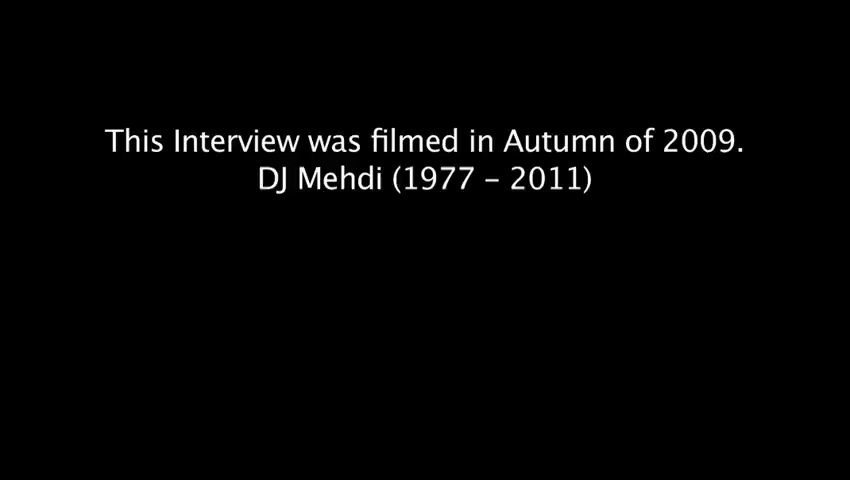 This Interview was filmed in Autumn of 2009.
DJ Mehdi (1977 – 2011)